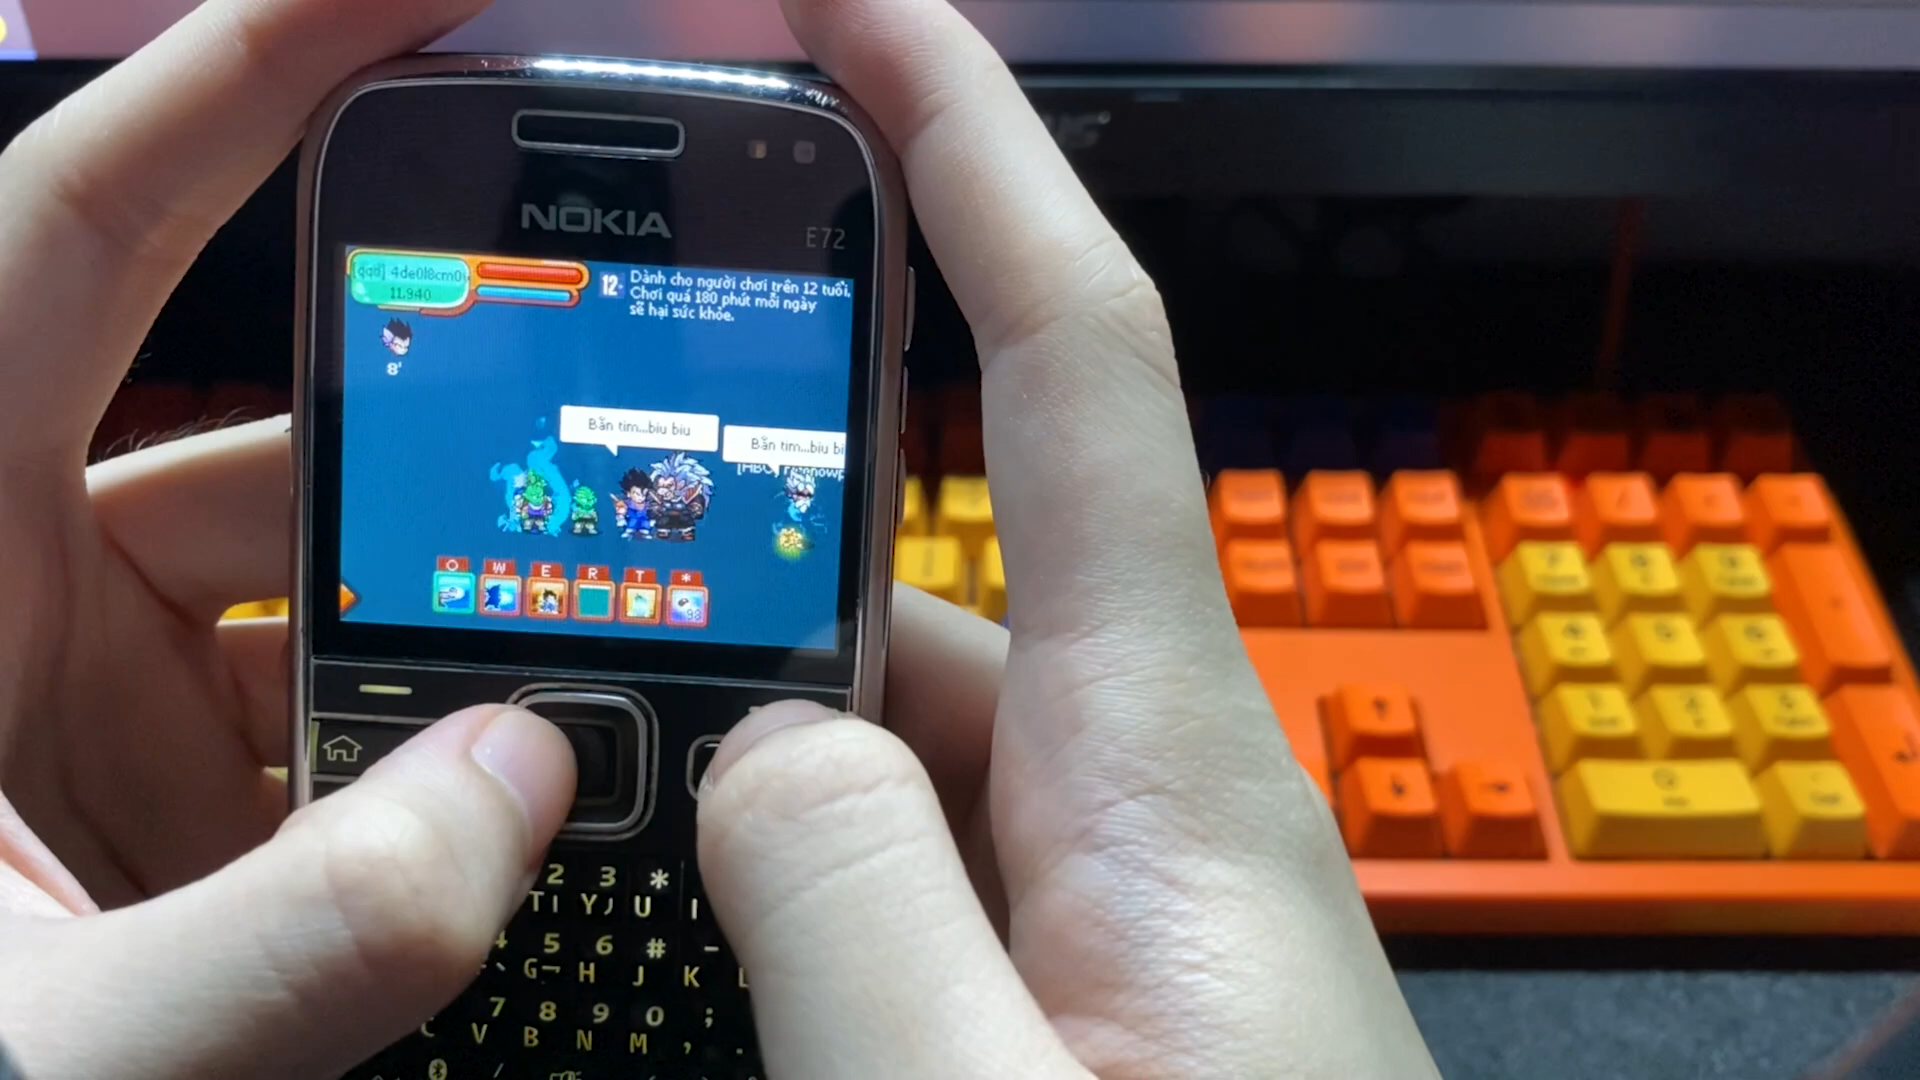 NOKIA
E72
[qqd] 4de0l8cm0
11,940
12+
Dành cho người chơi trên 12 tuổi.
Chơi quá 180 phút mỗi ngày
sẽ hại sức khỏe.
8'
Bắn tim...biu biu
Bắn tim...biu bi
O W E R T *
98
2 3 *
T Y U I
4 5 6 # -
G H J K L
7 8 9 0 ;
C V B N M , .
/